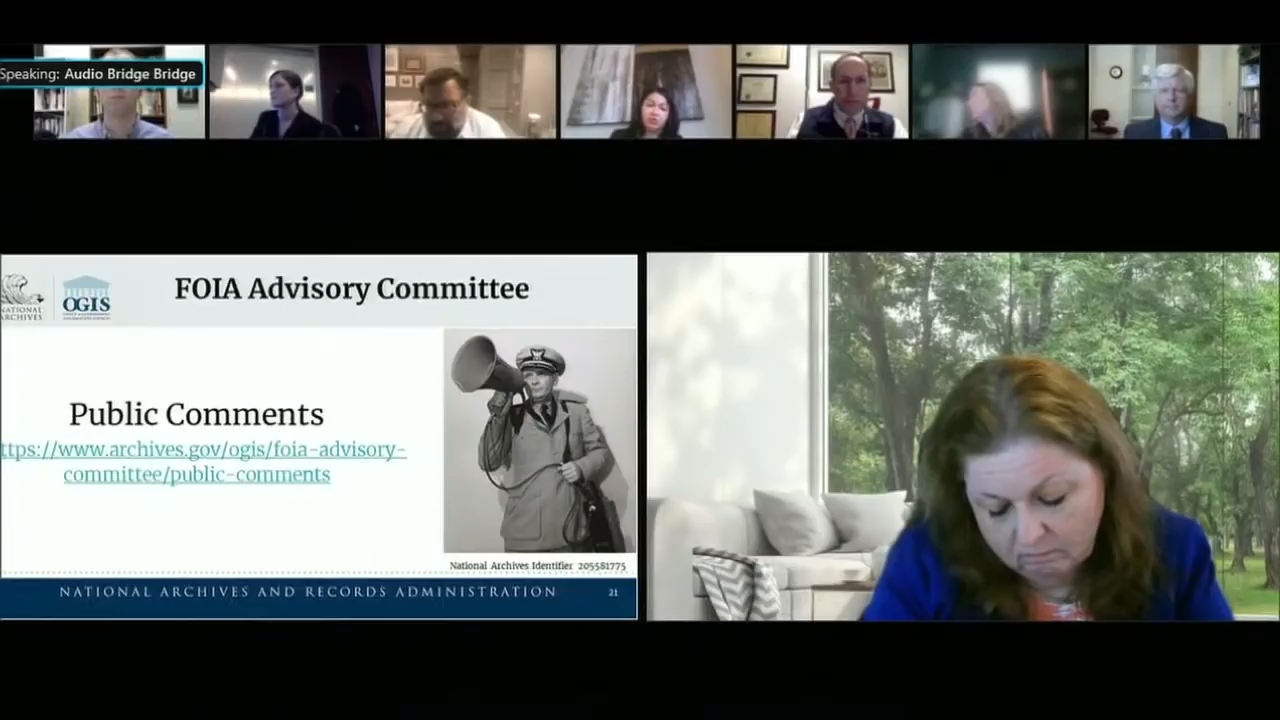 Speaking: Audio Bridge Bridge
NATIONAL
ARCHIVES
OGIS
FOIA Advisory Committee
Public Comments
ttps://www.archives.gov/ogis/foia-advisory-
committee/public-comments
National Archives Identifier 205581775
NATIONAL ARCHIVES AND RECORDS ADMINISTRATION
21